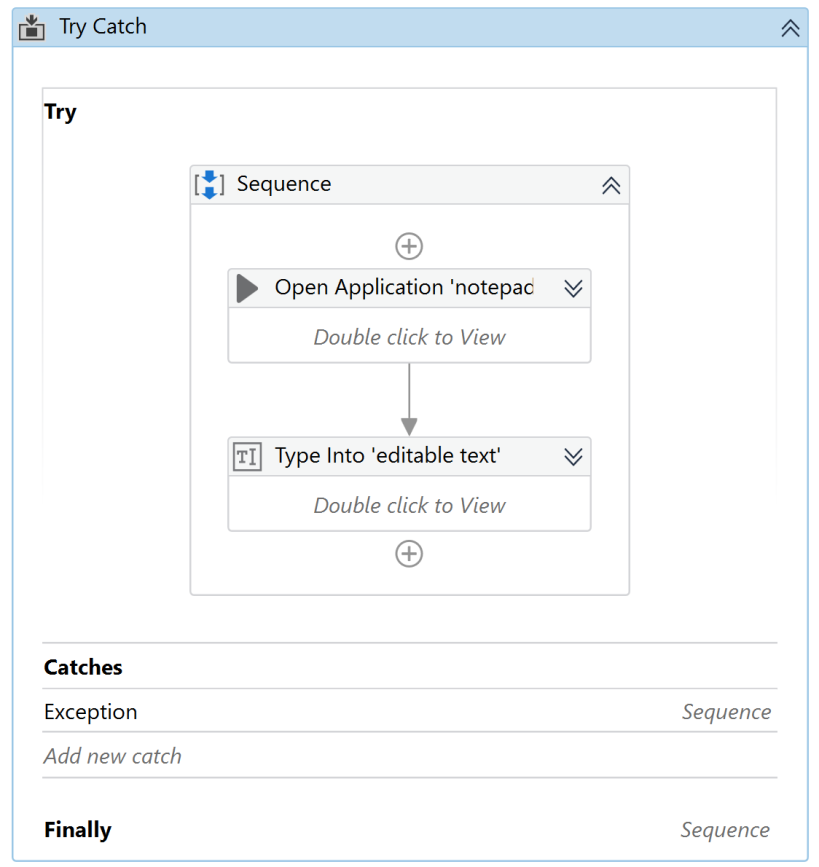 Try Catch
Try
Sequence
Open Application 'notepad
Double click to View
TI Type Into 'editable text'
Double click to View
Catches
Exception Sequence
Add new catch
Finally Sequence